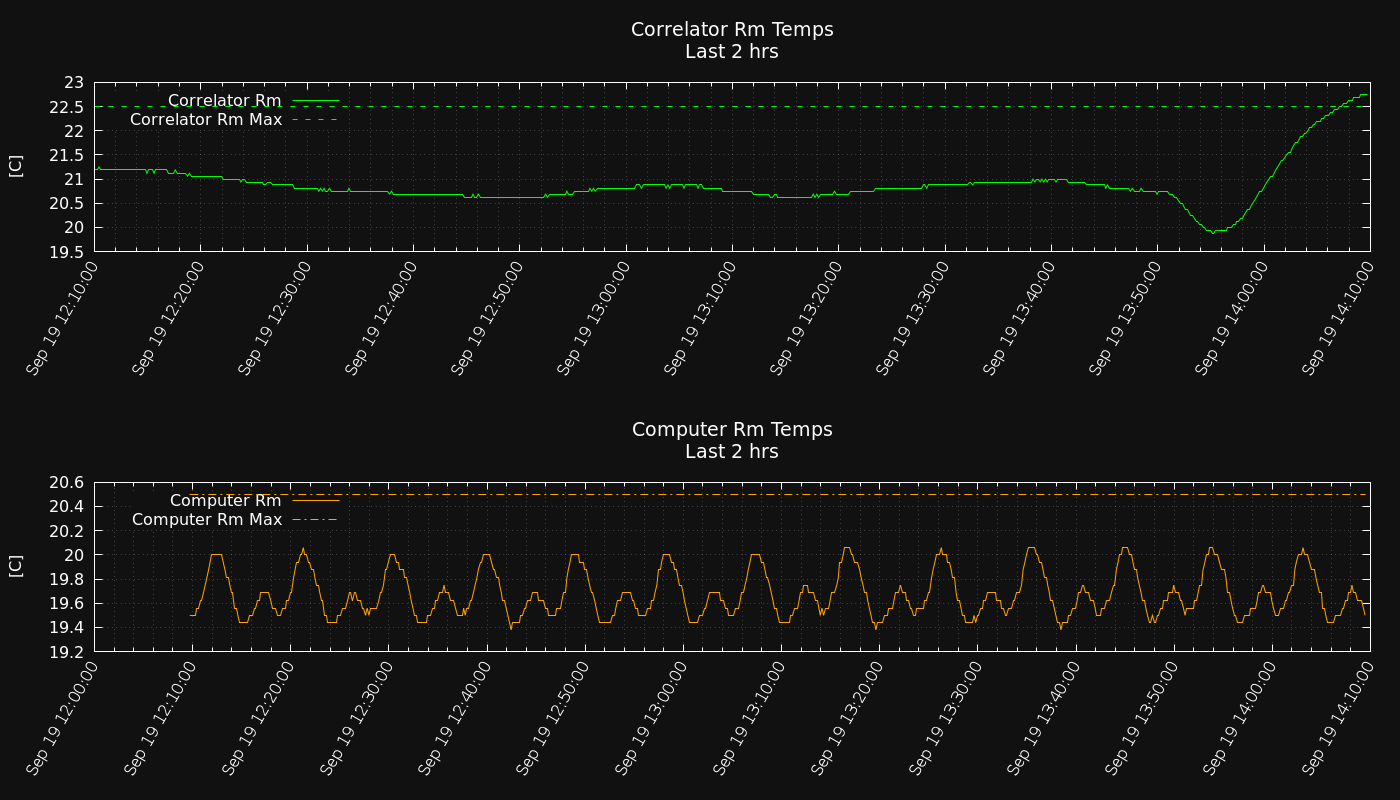 Correlator Rm Temps
Last 2 hrs
23
22.5
22
21.5
21
20.5
20
19.5
[C]
Correlator Rm
Correlator Rm Max
Sep 19 12:10:00
Sep 19 12:20:00
Sep 19 12:30:00
Sep 19 12:40:00
Sep 19 12:50:00
Sep 19 13:00:00
Sep 19 13:10:00
Sep 19 13:20:00
Sep 19 13:30:00
Sep 19 13:40:00
Sep 19 13:50:00
Sep 19 14:00:00
Sep 19 14:10:00
Computer Rm Temps
Last 2 hrs
20.6
20.4
20.2
20
19.8
19.6
19.4
19.2
[C]
Computer Rm
Computer Rm Max
Sep 19 12:00:00
Sep 19 12:10:00
Sep 19 12:20:00
Sep 19 12:30:00
Sep 19 12:40:00
Sep 19 12:50:00
Sep 19 13:00:00
Sep 19 13:10:00
Sep 19 13:20:00
Sep 19 13:30:00
Sep 19 13:40:00
Sep 19 13:50:00
Sep 19 14:00:00
Sep 19 14:10:00